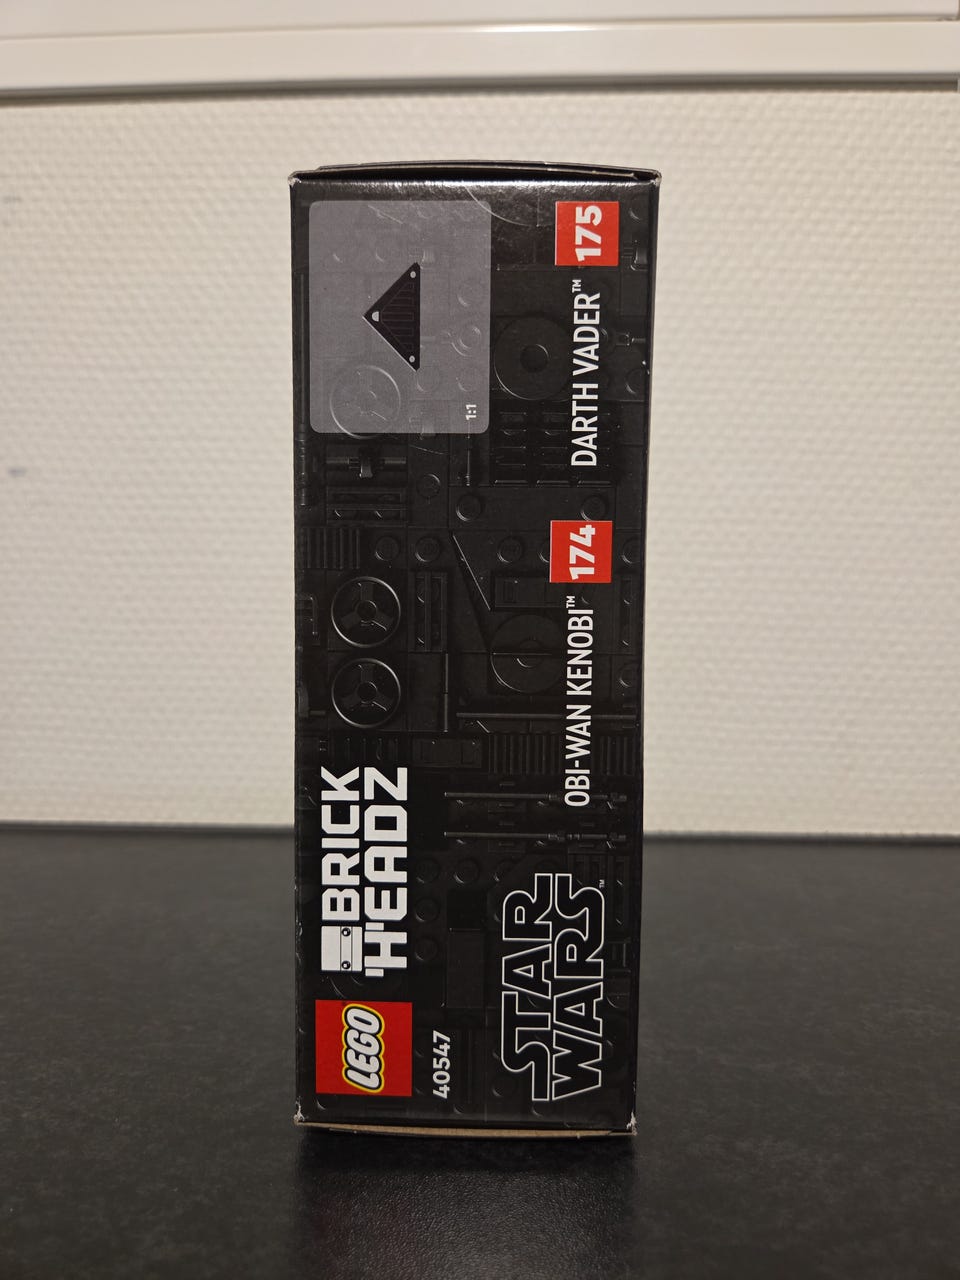 LEGO
BRICK
HEADZ
40547
STAR
WARS™
OBI-WAN KENOBI™ 174
DARTH VADER™ 175
1:1